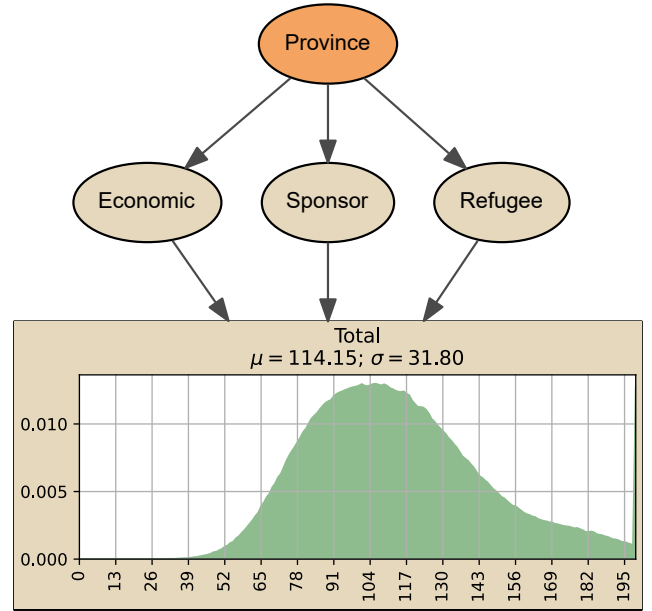 Province
Economic
Sponsor
Refugee
Total
μ = 114.15; σ = 31.80
0.010
0.005
0.000
0 13 26 39 52 65 78 91 104 117 130 143 156 169 182 195